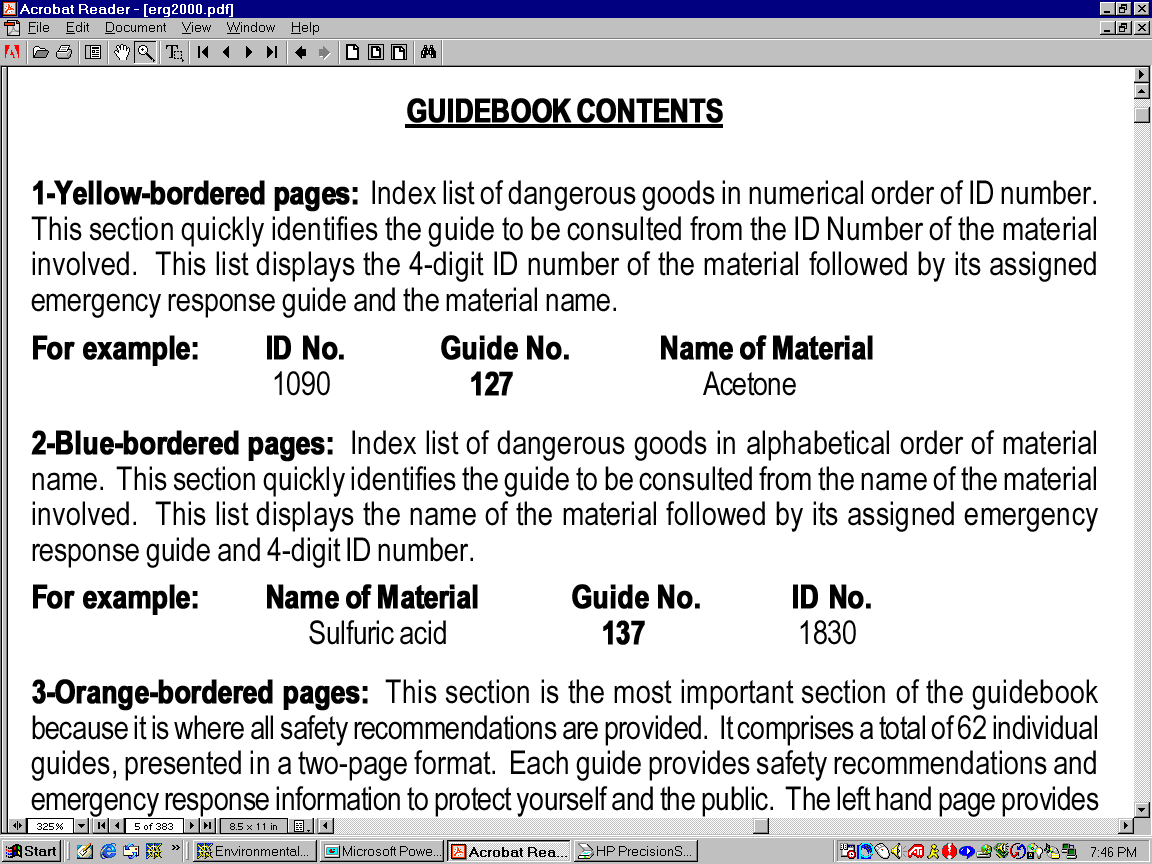 Acrobat Reader - [erg2000.pdf]
File Edit Document View Window Help
GUIDEBOOK CONTENTS
1-Yellow-bordered pages: Index list of dangerous goods in numerical order of ID number.
This section quickly identifies the guide to be consulted from the ID Number of the material
involved. This list displays the 4-digit ID number of the material followed by its assigned
emergency response guide and the material name.
For example: ID No. Guide No. Name of Material
1090 127 Acetone
2-Blue-bordered pages: Index list of dangerous goods in alphabetical order of material
name. This section quickly identifies the guide to be consulted from the name of the material
involved. This list displays the name of the material followed by its assigned emergency
response guide and 4-digit ID number.
For example: Name of Material Guide No. ID No.
Sulfuric acid 137 1830
3-Orange-bordered pages: This section is the most important section of the guidebook
because it is where all safety recommendations are provided. It comprises a total of 62 individual
guides, presented in a two-page format. Each guide provides safety recommendations and
emergency response information to protect yourself and the public. The left hand page provides
325% 5 of 383 8.5 x 11 in
Start » Environmental... Microsoft Powe... Acrobat Rea... HP PrecisionS... 7:46 PM